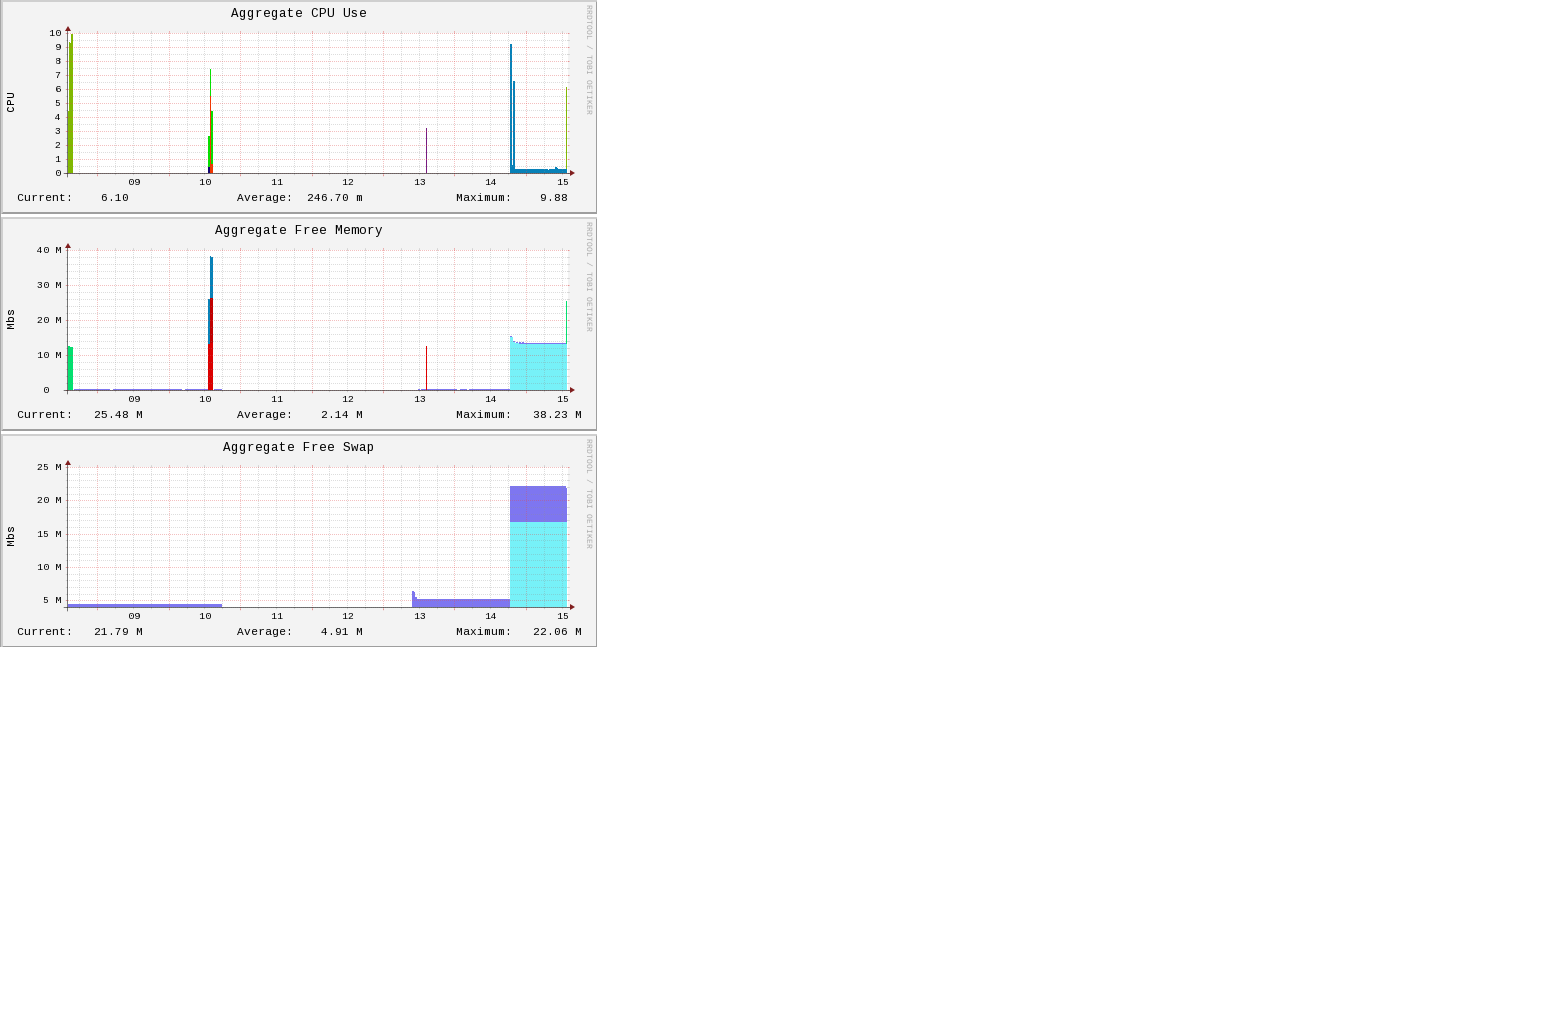 Aggregate CPU Use
RRDTOOL / TOBI OETIKER
CPU
10
9
8
7
6
5
4
3
2
1
0
09 10 11 12 13 14 15
Current: 6.10 Average: 246.70 m Maximum: 9.88
Aggregate Free Memory
RRDTOOL / TOBI OETIKER
Mbs
40 M
30 M
20 M
10 M
0
09 10 11 12 13 14 15
Current: 25.48 M Average: 2.14 M Maximum: 38.23 M
Aggregate Free Swap
RRDTOOL / TOBI OETIKER
Mbs
25 M
20 M
15 M
10 M
5 M
09 10 11 12 13 14 15
Current: 21.79 M Average: 4.91 M Maximum: 22.06 M